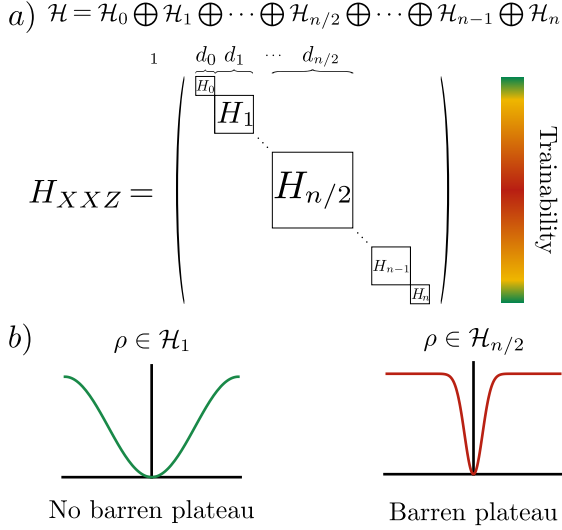 a) ℋ = ℋ₀ ⊕ ℋ₁ ⊕ ⋯ ⊕ ℋ_{n/2} ⊕ ⋯ ⊕ ℋ_{n−1} ⊕ ℋ_n
1 d₀ d₁ ⋯ d_{n/2}
H₀
H₁
⋱
H_{XXZ} = H_{n/2}
⋱
H_{n−1}
H_n
Trainability
b)
ρ ∈ ℋ₁ ρ ∈ ℋ_{n/2}
No barren plateau Barren plateau